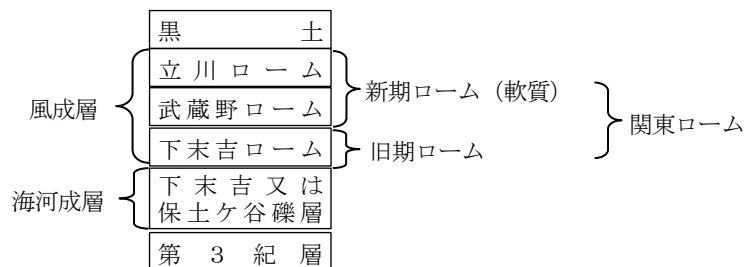 黒土
立川ローム
武蔵野ローム
下末吉ローム
下末吉又は
保土ケ谷礫層
第3紀層
風成層
海河成層
新期ローム（軟質）
旧期ローム
関東ローム